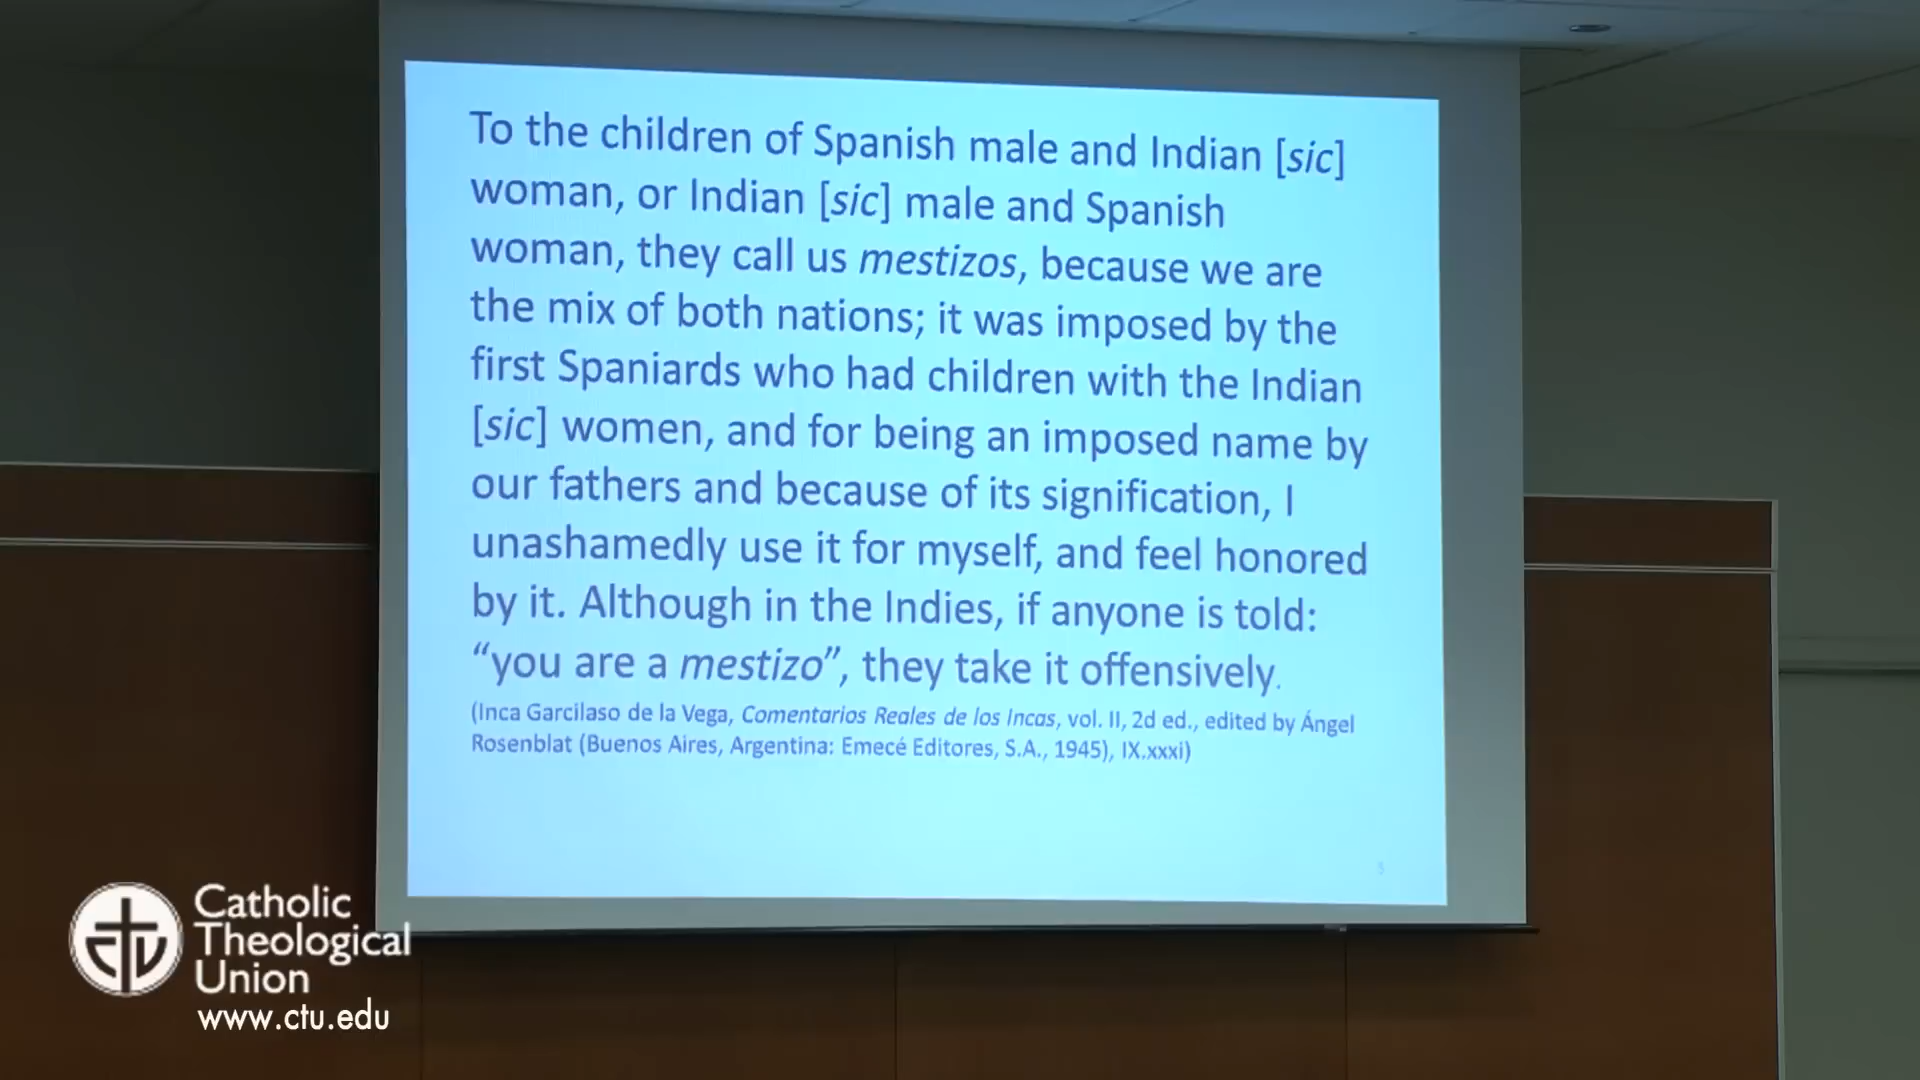 To the children of Spanish male and Indian [sic]
woman, or Indian [sic] male and Spanish
woman, they call us mestizos, because we are
the mix of both nations; it was imposed by the
first Spaniards who had children with the Indian
[sic] women, and for being an imposed name by
our fathers and because of its signification, I
unashamedly use it for myself, and feel honored
by it. Although in the Indies, if anyone is told:
“you are a mestizo”, they take it offensively.
(Inca Garcilaso de la Vega, Comentarios Reales de los Incas, vol. II, 2d ed., edited by Ángel
Rosenblat (Buenos Aires, Argentina: Emecé Editores, S.A., 1945), IX.xxxi)
5
Catholic
Theological
Union
www.ctu.edu